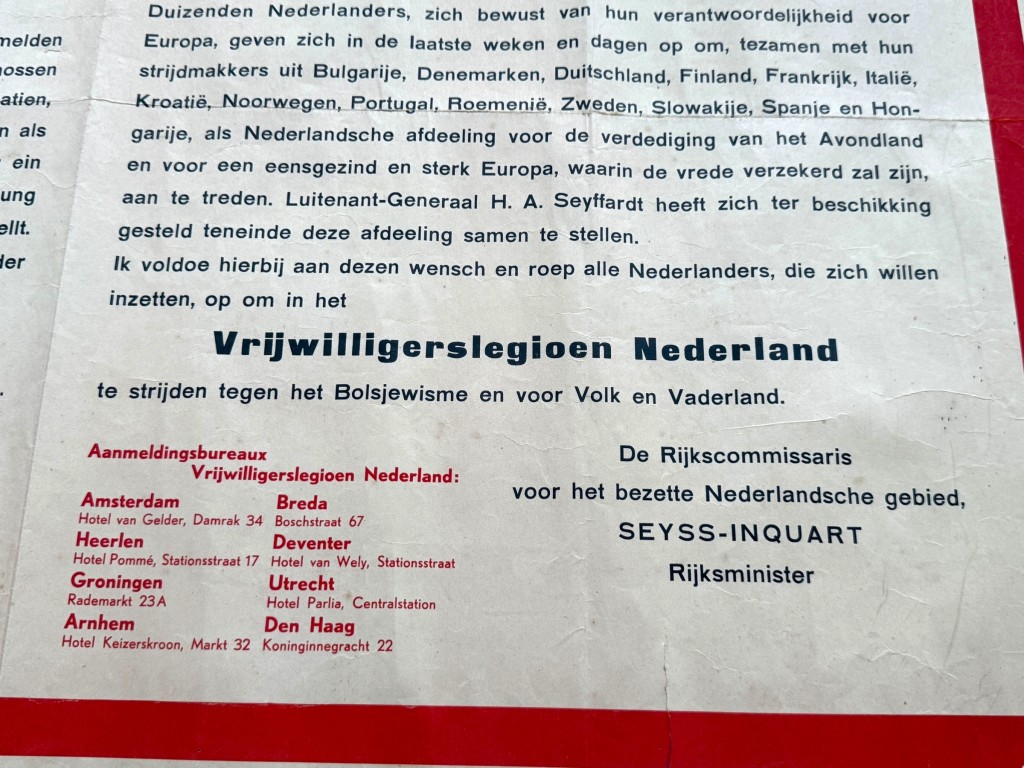 melden
ossen
atien,
n als
ein
ung
ellt.
der
Duizenden Nederlanders, zich bewust van hun verantwoordelijkheid voor
Europa, geven zich in de laatste weken en dagen op om, tezamen met hun
strijdmakkers uit Bulgarije, Denemarken, Duitschland, Finland, Frankrijk, Italië,
Kroatië, Noorwegen, Portugal, Roemenië, Zweden, Slowakije, Spanje en Hon-
garije, als Nederlandsche afdeeling voor de verdediging van het Avondland
en voor een eensgezind en sterk Europa, waarin de vrede verzekerd zal zijn,
aan te treden. Luitenant-Generaal H. A. Seyffardt heeft zich ter beschikking
gesteld teneinde deze afdeeling samen te stellen.
Ik voldoe hierbij aan dezen wensch en roep alle Nederlanders, die zich willen
inzetten, op om in het
Vrijwilligerslegioen Nederland
te strijden tegen het Bolsjewisme en voor Volk en Vaderland.
Aanmeldingsbureaux
Vrijwilligerslegioen Nederland:
Amsterdam
Hotel van Gelder, Damrak 34
Heerlen
Hotel Pommé, Stationsstraat 17
Groningen
Rademarkt 23A
Arnhem
Hotel Keizerskroon, Markt 32
Breda
Boschstraat 67
Deventer
Hotel van Wely, Stationsstraat
Utrecht
Hotel Parlia, Centralstation
Den Haag
Koninginnegracht 22
De Rijkscommissaris
voor het bezette Nederlandsche gebied,
SEYSS-INQUART
Rijksminister